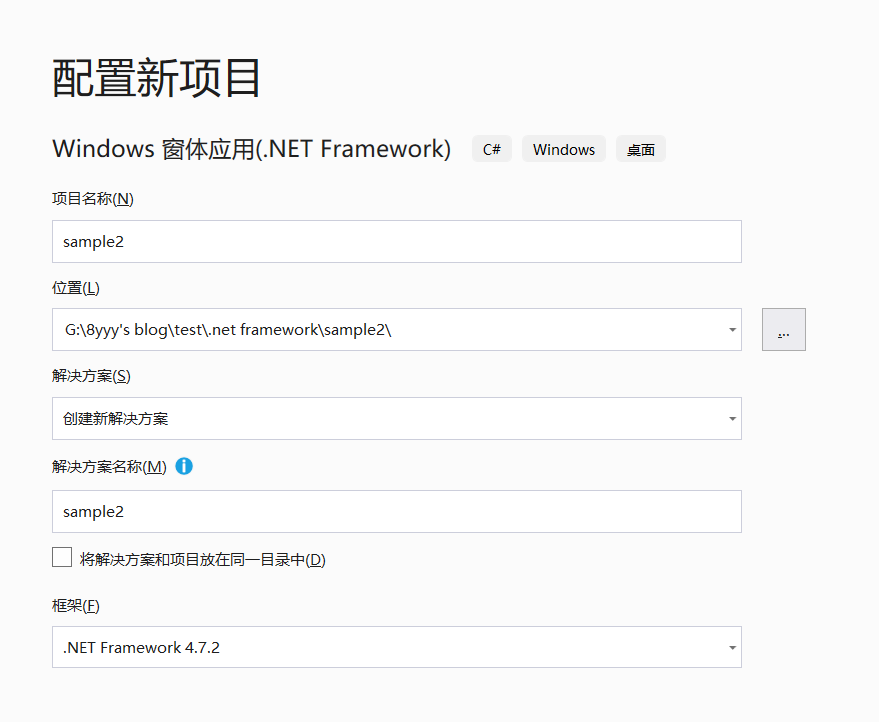 配置新项目
Windows 窗体应用(.NET Framework) C# Windows 桌面
项目名称(N)
sample2
位置(L)
G:\8yyy's blog\test\.net framework\sample2\
...
解决方案(S)
创建新解决方案
解决方案名称(M)
sample2
将解决方案和项目放在同一目录中(D)
框架(F)
.NET Framework 4.7.2